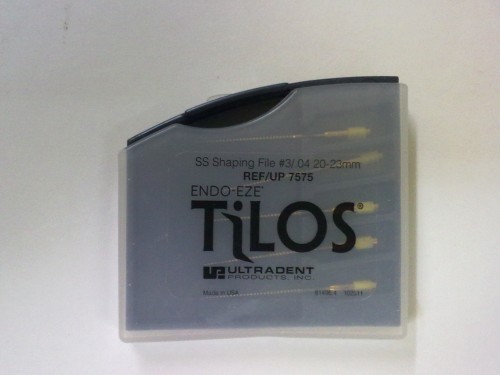 SS Shaping File #3/.04 20-23mm
REF/UP 7575
ENDO-EZE®
TiLOS®
UP ULTRADENT
PRODUCTS, INC.
Made in USA